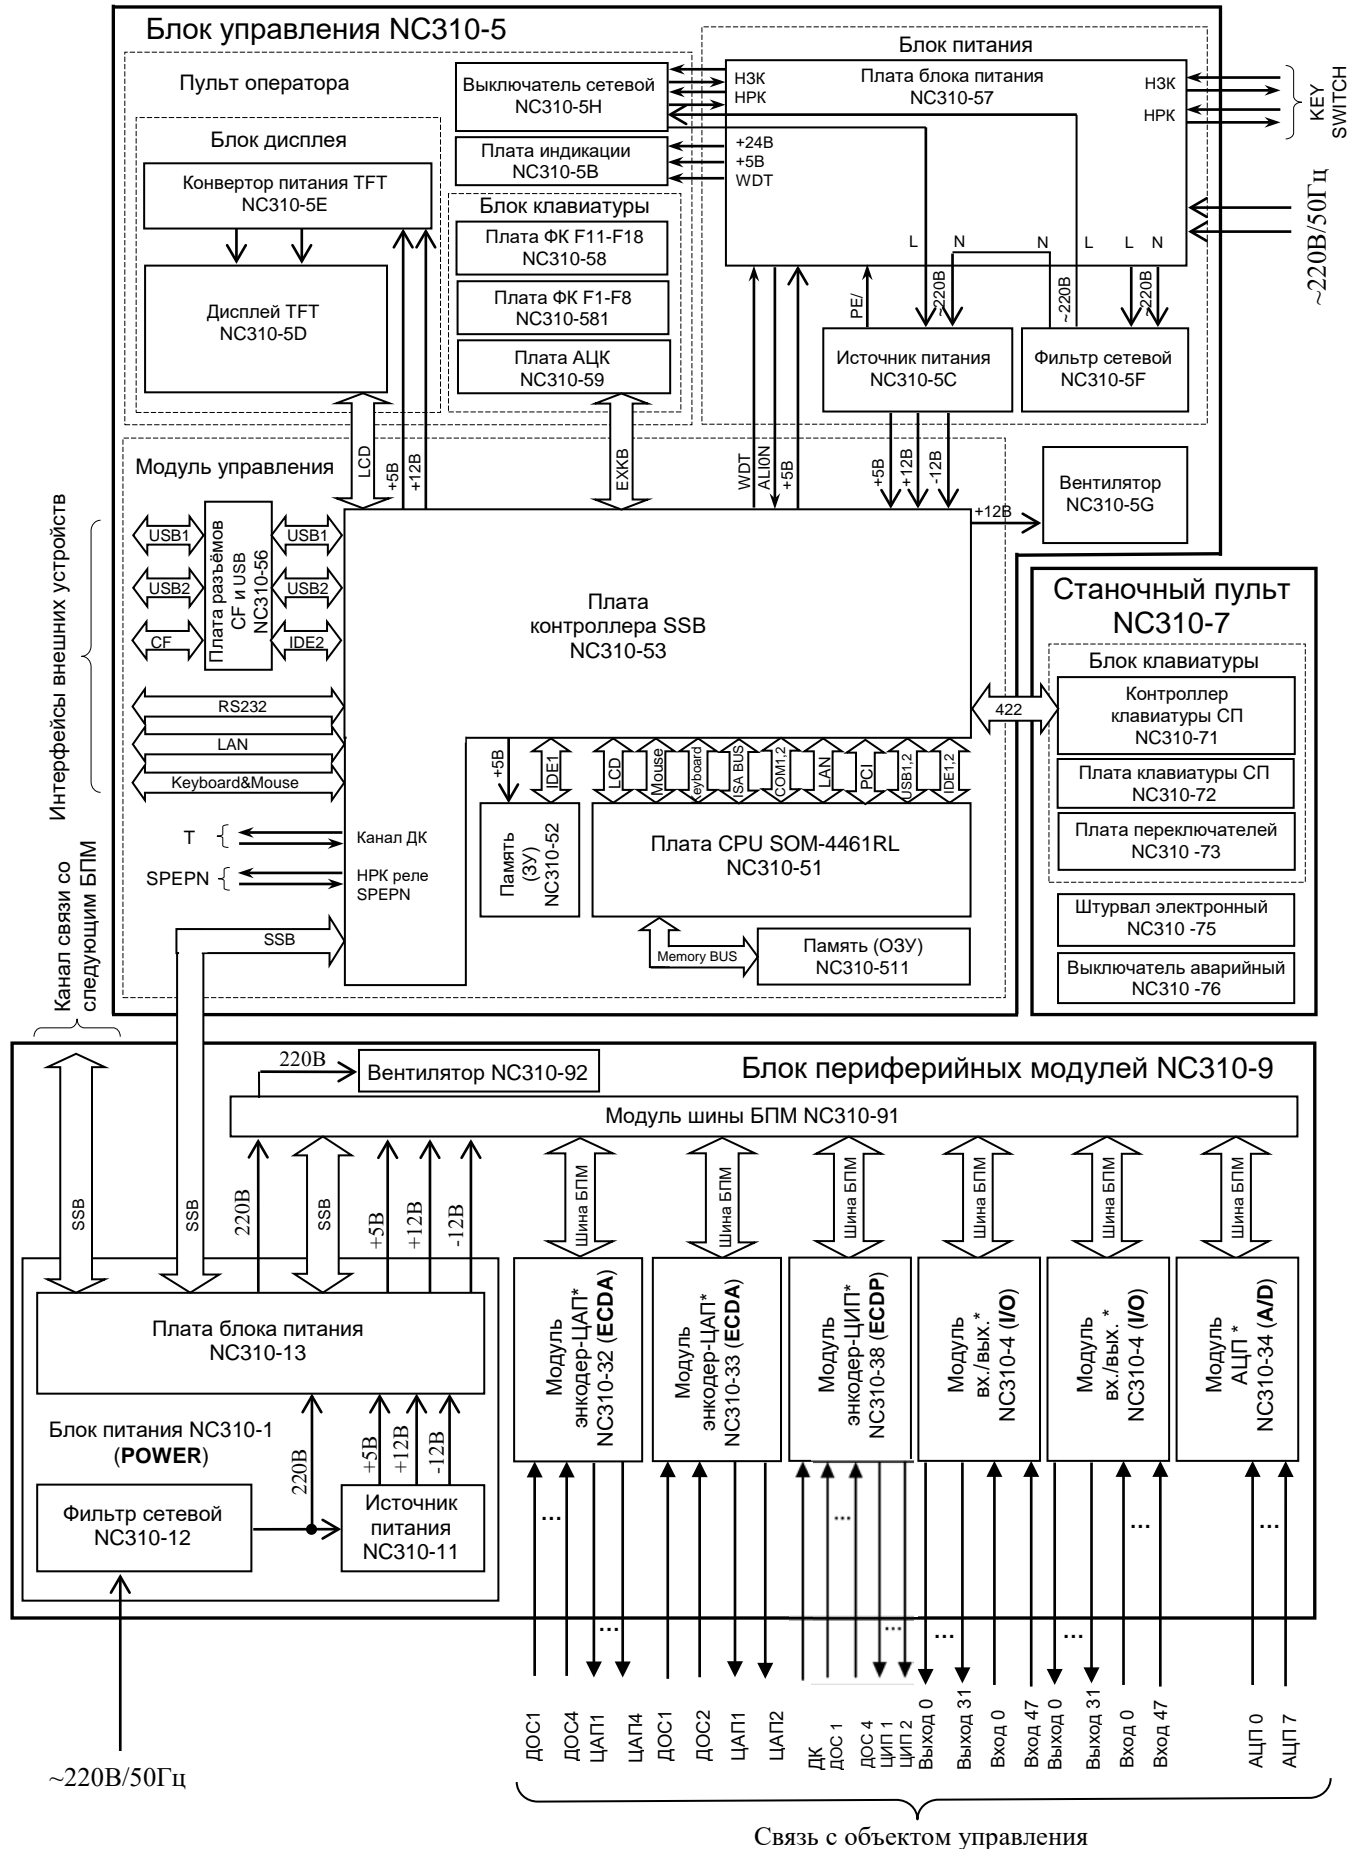 Блок управления NC310-5
Пульт оператора
Блок дисплея
Конвертор питания TFT
NC310-5E
Дисплей TFT
NC310-5D
Выключатель сетевой
NC310-5H
Плата индикации
NC310-5B
Блок клавиатуры
Плата ФК F11-F18
NC310-58
Плата ФК F1-F8
NC310-581
Плата АЦК
NC310-59
Блок питания
Плата блока питания
NC310-57
НЗК
НРК
+24В
+5В
WDT
НЗК
НРК
KEY
SWITCH
~220В/50Гц
L
N
N
L
L
N
PE/
~220В
~220В
~220В
Источник питания
NC310-5C
Фильтр сетевой
NC310-5F
Модуль управления
LCD
+5В
+12В
EXKB
WDT
ALI0N
+5В
+5В
+12В
-12В
Вентилятор
NC310-5G
+12В
Интерфейсы внешних устройств
USB1
USB2
CF
Плата разъёмов
CF и USB
NC310-56
USB1
USB2
IDE2
RS232
LAN
Keyboard&Mouse
Плата
контроллера SSB
NC310-53
T
Канал ДК
SPEPN
НРК реле
SPEPN
SSB
+5В
IDE1
LCD
Mouse
Keyboard
ISA BUS
COM1,2
LAN
PCI
USB1,2
IDE1,2
Память
(ЗУ)
NC310-52
Плата CPU SOM-4461RL
NC310-51
Memory BUS
Память (ОЗУ)
NC310-511
422
Станочный пульт
NC310-7
Блок клавиатуры
Контроллер
клавиатуры СП
NC310-71
Плата клавиатуры СП
NC310-72
Плата переключателей
NC310 -73
Штурвал электронный
NC310 -75
Выключатель аварийный
NC310 -76
Канал связи со
следующим БПМ
Блок периферийных модулей NC310-9
220В
Вентилятор NC310-92
Модуль шины БПМ NC310-91
SSB
SSB
220В
SSB
+5В
+12В
-12В
Шина БПМ
Шина БПМ
Шина БПМ
Шина БПМ
Шина БПМ
Шина БПМ
Плата блока питания
NC310-13
Блок питания NC310-1
(POWER)
220В
+5В
+12В
-12В
Фильтр сетевой
NC310-12
Источник
питания
NC310-11
Модуль
энкодер-ЦАП*
NC310-32 (ECDA)
Модуль
энкодер-ЦАП*
NC310-33 (ECDA)
Модуль
энкодер-ЦИП*
NC310-38 (ECDP)
Модуль
вх./вых.*
NC310-4 (I/O)
Модуль
вх./вых.*
NC310-4 (I/O)
Модуль
АЦП *
NC310-34 (A/D)
...
...
...
...
...
...
...
...
...
ДОС1
ДОС4
ЦАП1
ЦАП4
ДОС1
ДОС2
ЦАП1
ЦАП2
ДК
ДОС 1
ДОС 4
ЦИП 1
ЦИП 2
Выход 0
Выход 31
Вход 0
Вход 47
Выход 0
Выход 31
Вход 0
Вход 47
АЦП 0
АЦП 7
~220В/50Гц
Связь с объектом управления